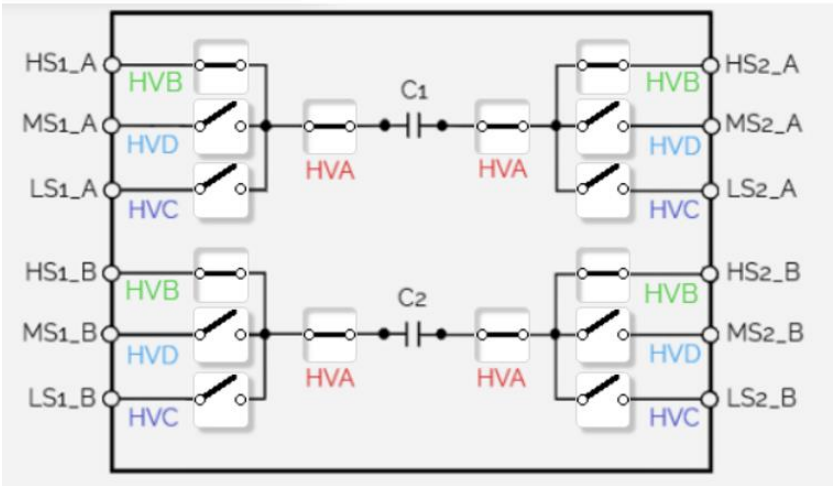 HS1_A HVB HVB HS2_A
C1
MS1_A HVD HVD MS2_A
HVA HVA
LS1_A HVC HVC LS2_A
HS1_B HVB HVB HS2_B
C2
MS1_B HVD HVD MS2_B
HVA HVA
LS1_B HVC HVC LS2_B